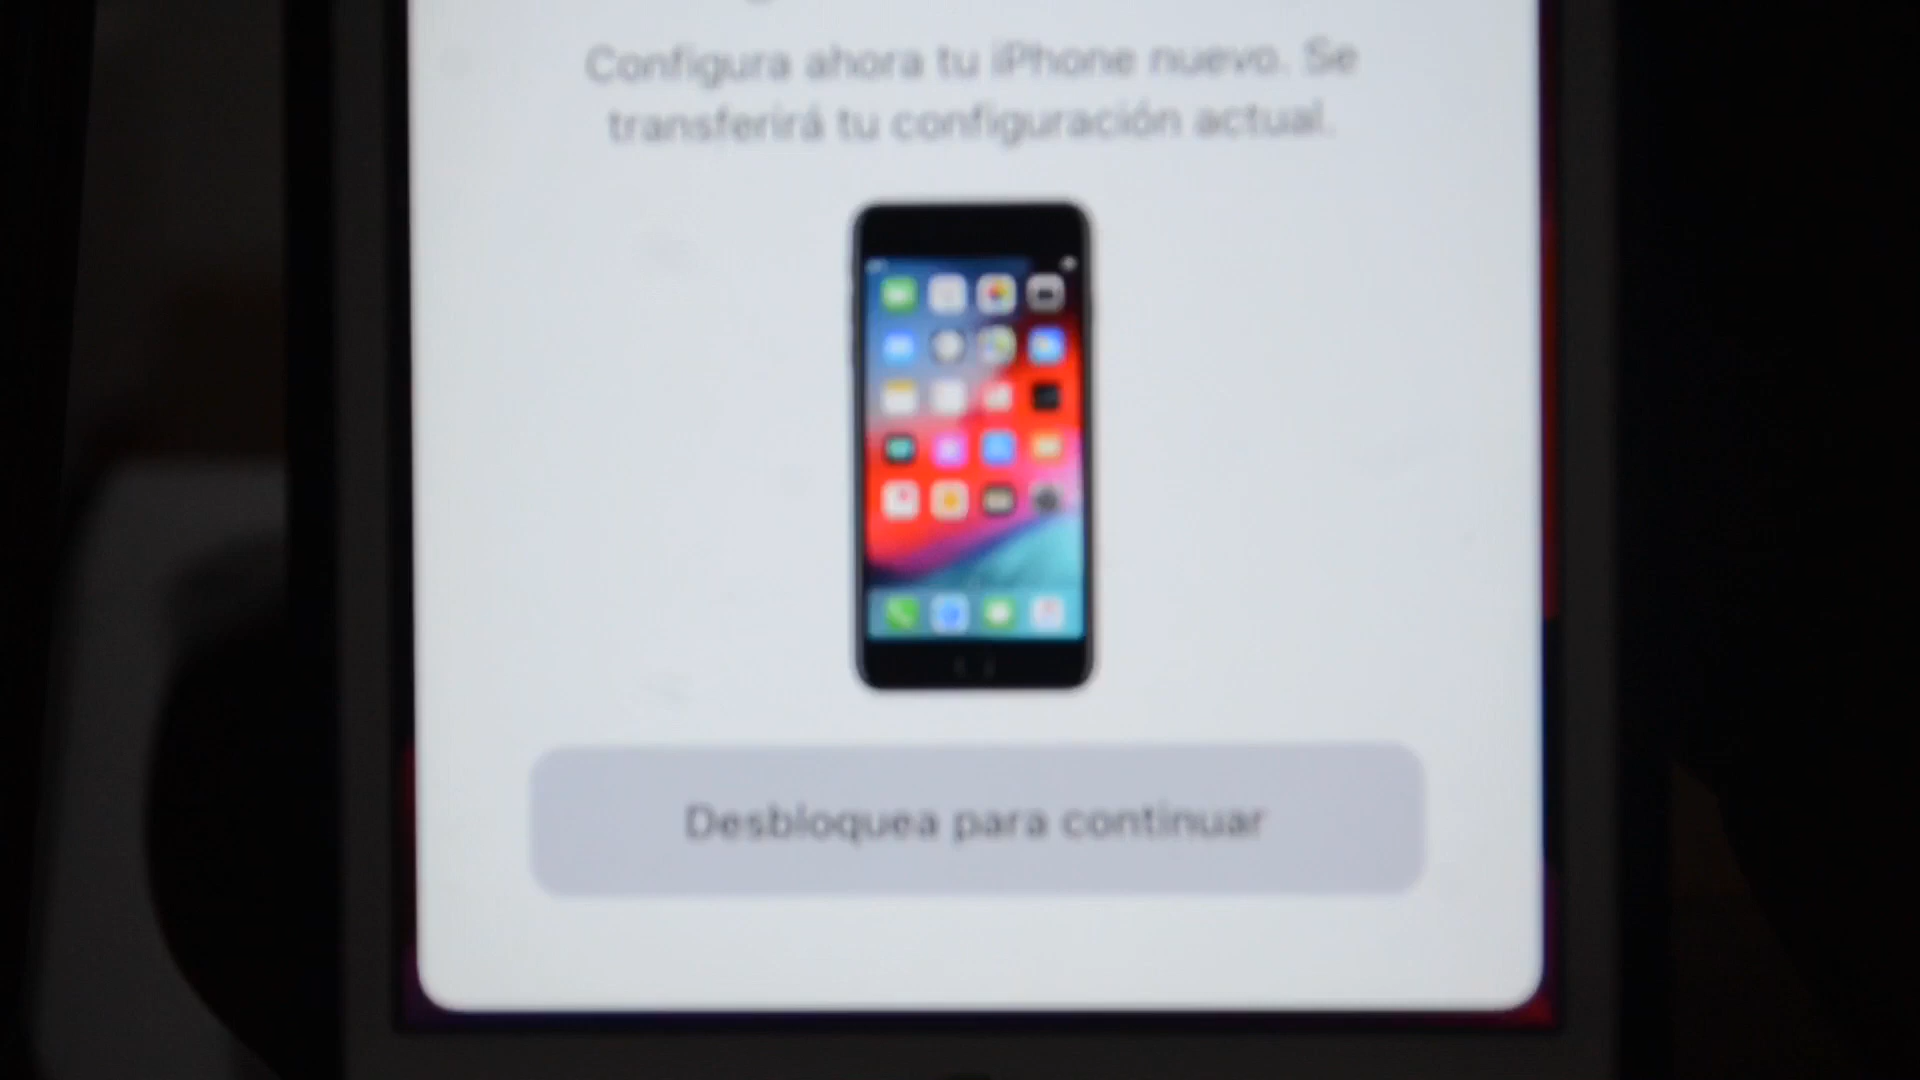 Configura ahora tu iPhone nuevo. Se
transferirá tu configuración actual.
Desbloquea para continuar